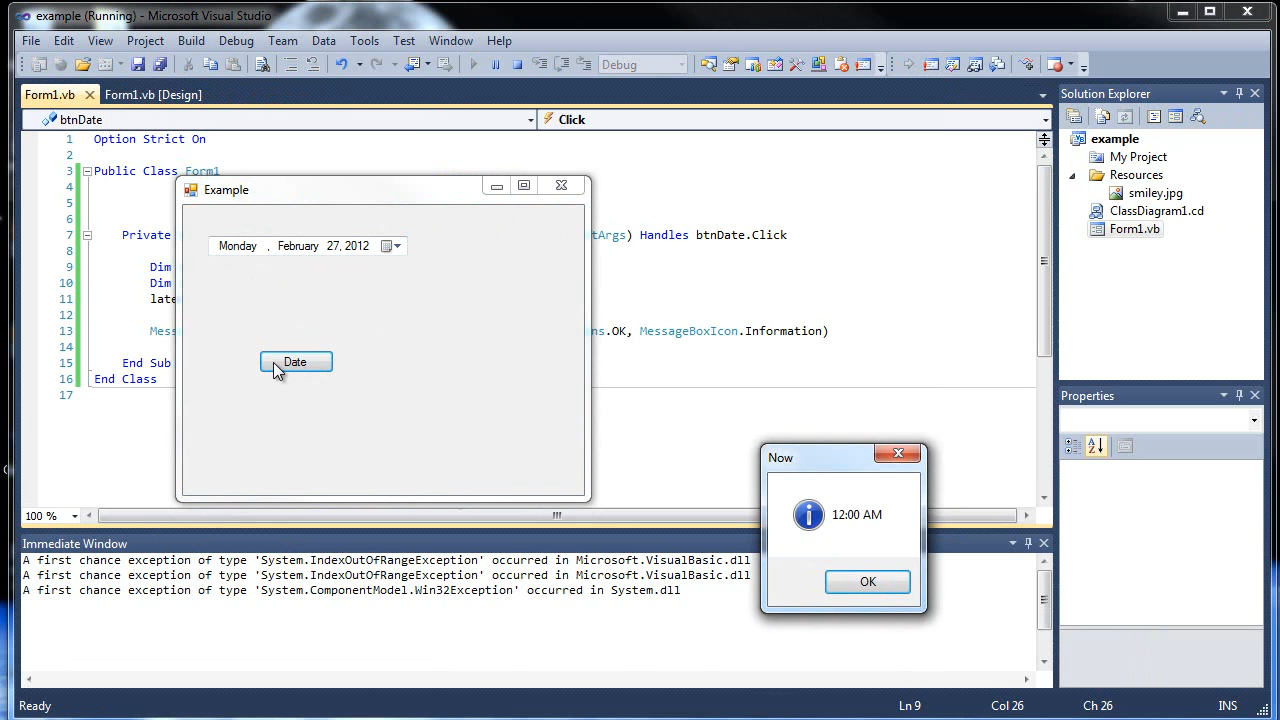 example (Running) - Microsoft Visual Studio
File Edit View Project Build Debug Team Data Tools Test Window Help
Debug
Form1.vb Form1.vb [Design]
btnDate Click
1 Option Strict On
2
3 Public Class Form1
4
5
6
7 Private tArgs) Handles btnDate.Click
8
9 Dim
10 Dim
11 late
12
13 Mess ns.OK, MessageBoxIcon.Information)
14
15 End Sub
16 End Class
17
100 %
Example
Monday , February 27, 2012
Date
Now
12:00 AM
OK
Solution Explorer
example
My Project
Resources
smiley.jpg
ClassDiagram1.cd
Form1.vb
Properties
Immediate Window
A first chance exception of type 'System.IndexOutOfRangeException' occurred in Microsoft.VisualBasic.dll
A first chance exception of type 'System.IndexOutOfRangeException' occurred in Microsoft.VisualBasic.dll
A first chance exception of type 'System.ComponentModel.Win32Exception' occurred in System.dll
Ready Ln 9 Col 26 Ch 26 INS